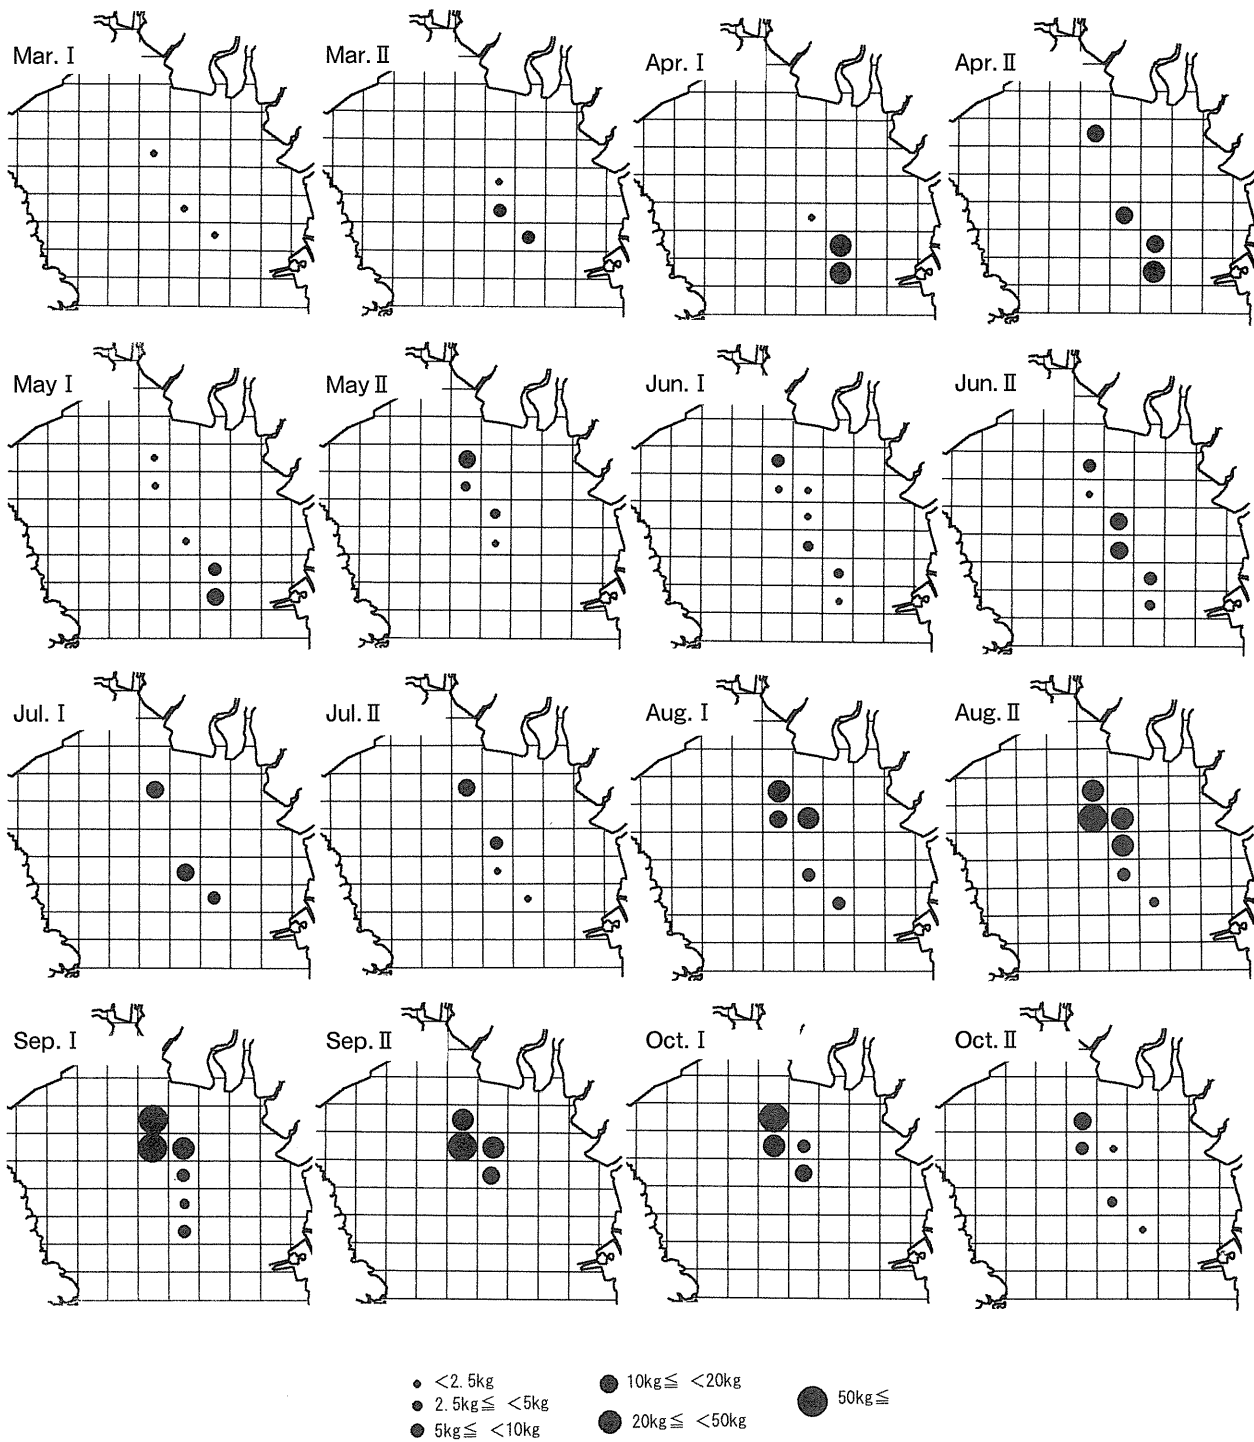 Mar. I
Mar. II
Apr. I
Apr. II
May I
May II
Jun. I
Jun. II
Jul. I
Jul. II
Aug. I
Aug. II
Sep. I
Sep. II
Oct. I
Oct. II
<2.5kg
2.5kg≦ <5kg
5kg≦ <10kg
10kg≦ <20kg
20kg≦ <50kg
50kg≦